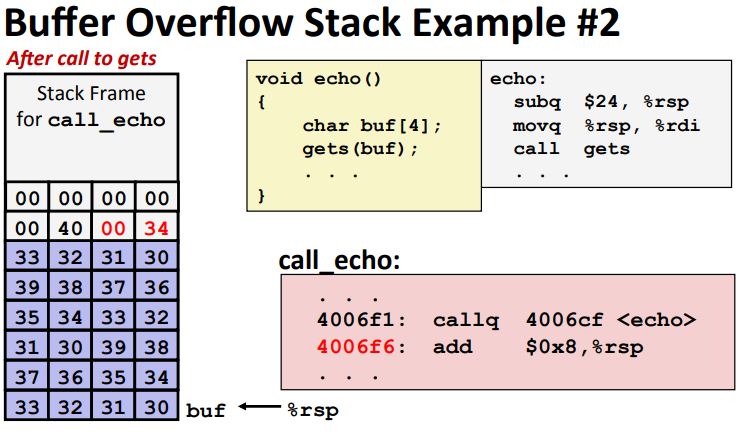 Buffer Overflow Stack Example #2
After call to gets
Stack Frame
for call_echo
00 00 00 00
00 40 00 34
33 32 31 30
39 38 37 36
35 34 33 32
31 30 39 38
37 36 35 34
33 32 31 30
buf
%rsp
void echo()
{
    char buf[4];
    gets(buf);
    . . .
}
echo:
  subq  $24, %rsp
  movq  %rsp, %rdi
  call  gets
  . . .
call_echo:
. . .
4006f1:  callq  4006cf <echo>
4006f6:  add    $0x8,%rsp
. . .